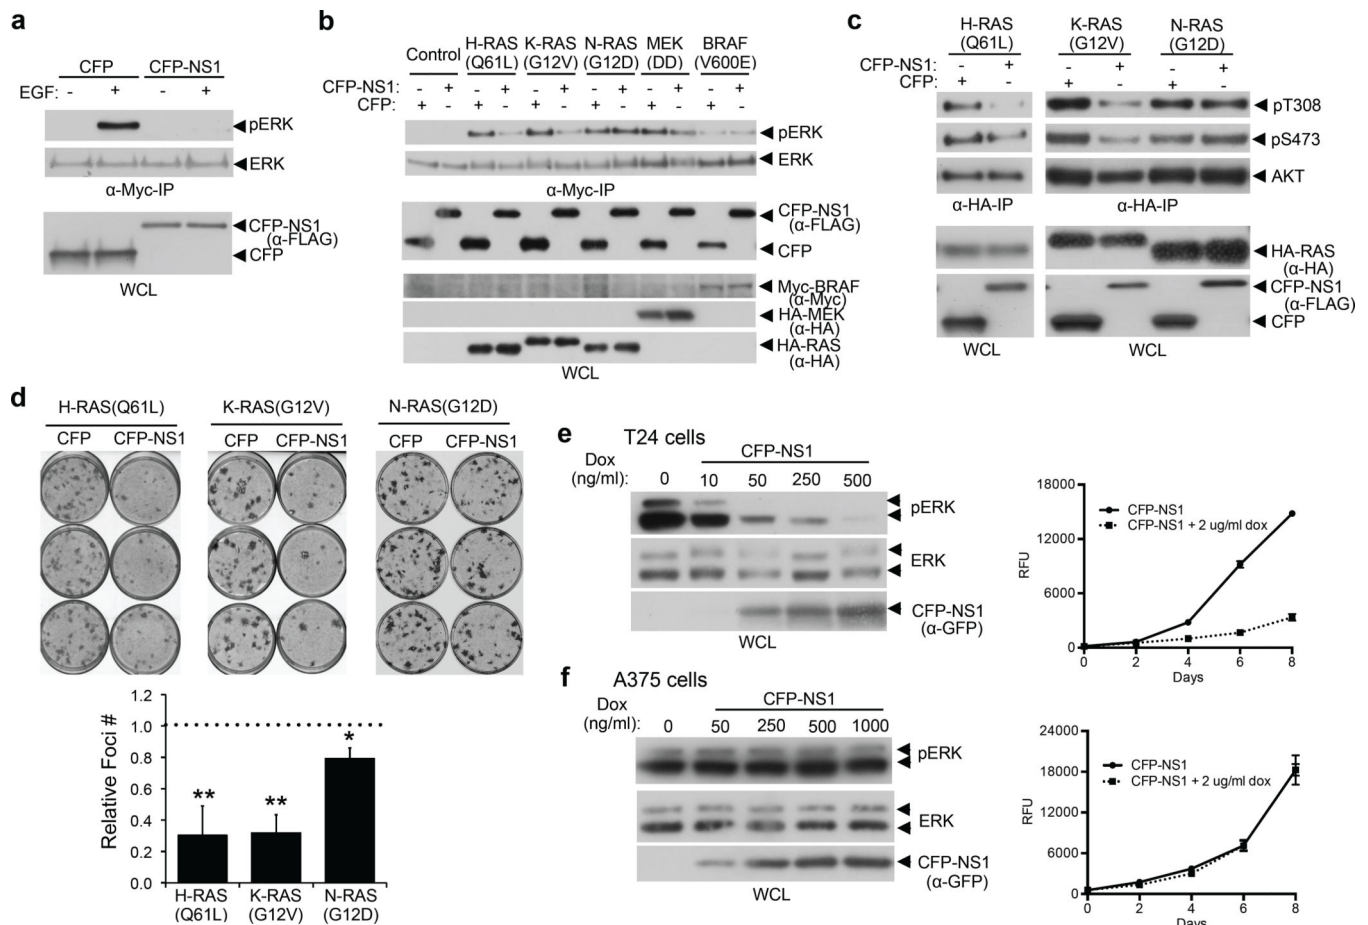 a
CFP CFP-NS1
EGF: - + - +
pERK
ERK
α-Myc-IP
CFP-NS1
(α-FLAG)
CFP
WCL
b
Control H-RAS (Q61L) K-RAS (G12V) N-RAS (G12D) MEK (DD) BRAF (V600E)
CFP-NS1: - + - + - + - + - + - +
CFP: + - + - + - + - + - + -
pERK
ERK
α-Myc-IP
CFP-NS1
(α-FLAG)
CFP
Myc-BRAF
(α-Myc)
HA-MEK
(α-HA)
HA-RAS
(α-HA)
WCL
c
H-RAS (Q61L) K-RAS (G12V) N-RAS (G12D)
CFP-NS1: - + - + - +
CFP: + - + - + -
pT308
pS473
AKT
α-HA-IP α-HA-IP
HA-RAS
(α-HA)
CFP-NS1
(α-FLAG)
CFP
WCL WCL
d
H-RAS(Q61L) K-RAS(G12V) N-RAS(G12D)
CFP CFP-NS1 CFP CFP-NS1 CFP CFP-NS1
Relative Foci #
1.2
1.0
0.8
0.6
0.4
0.2
0.0
** ** *
H-RAS (Q61L) K-RAS (G12V) N-RAS (G12D)
e
T24 cells
Dox CFP-NS1
(ng/ml): 0 10 50 250 500
pERK
ERK
CFP-NS1
(α-GFP)
WCL
RFU
18000
12000
6000
0
CFP-NS1
CFP-NS1 + 2 ug/ml dox
0 2 4 6 8
Days
f
A375 cells
Dox CFP-NS1
(ng/ml): 0 50 250 500 1000
pERK
ERK
CFP-NS1
(α-GFP)
WCL
RFU
24000
18000
12000
6000
0
CFP-NS1
CFP-NS1 + 2 ug/ml dox
0 2 4 6 8
Days